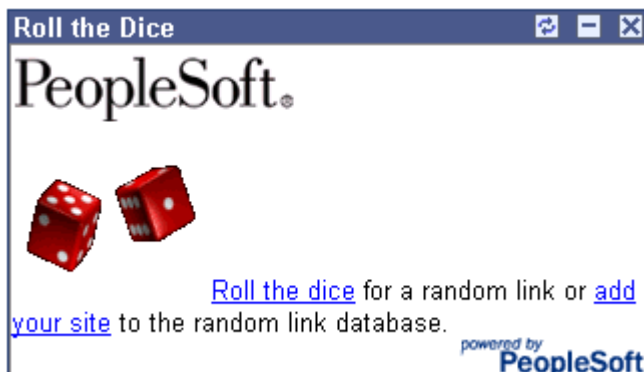 Roll the Dice
PeopleSoft®
Roll the dice for a random link or add
your site to the random link database.
powered by
PeopleSoft